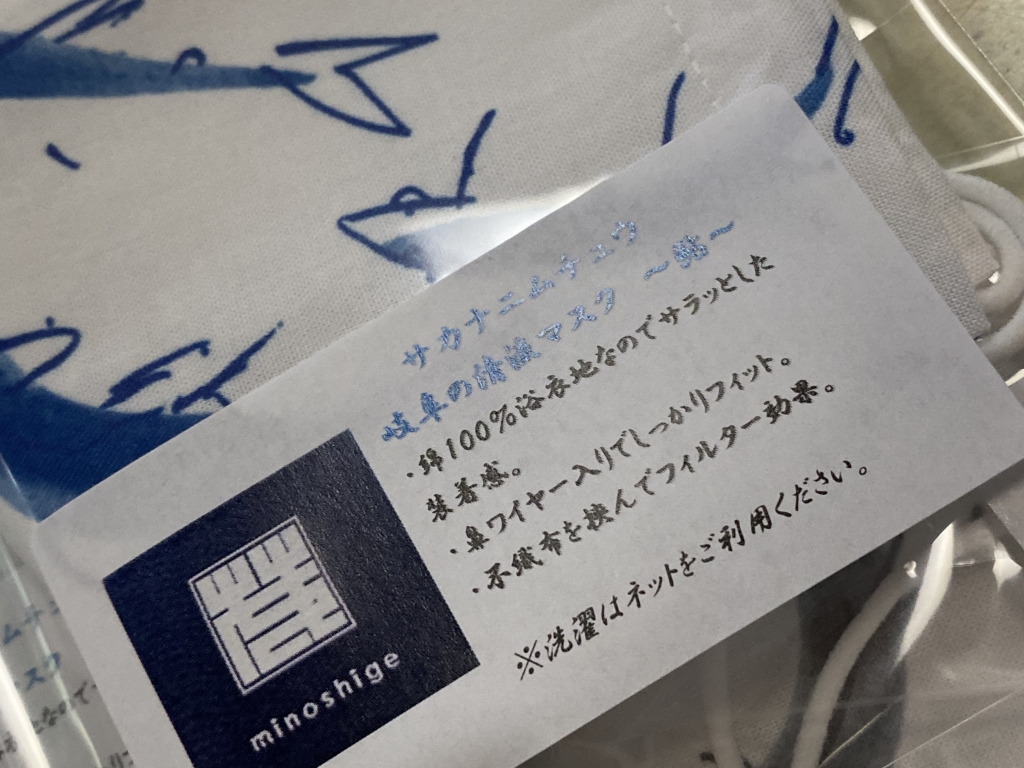 サカナニムチュウ
岐阜の清流マスク 〜鮎〜
・綿100%浴衣地なのでサラッとした
装着感。
・鼻ワイヤー入りでしっかりフィット。
・不織布を挟んでフィルター効果。
※洗濯はネットをご利用ください。
minoshige